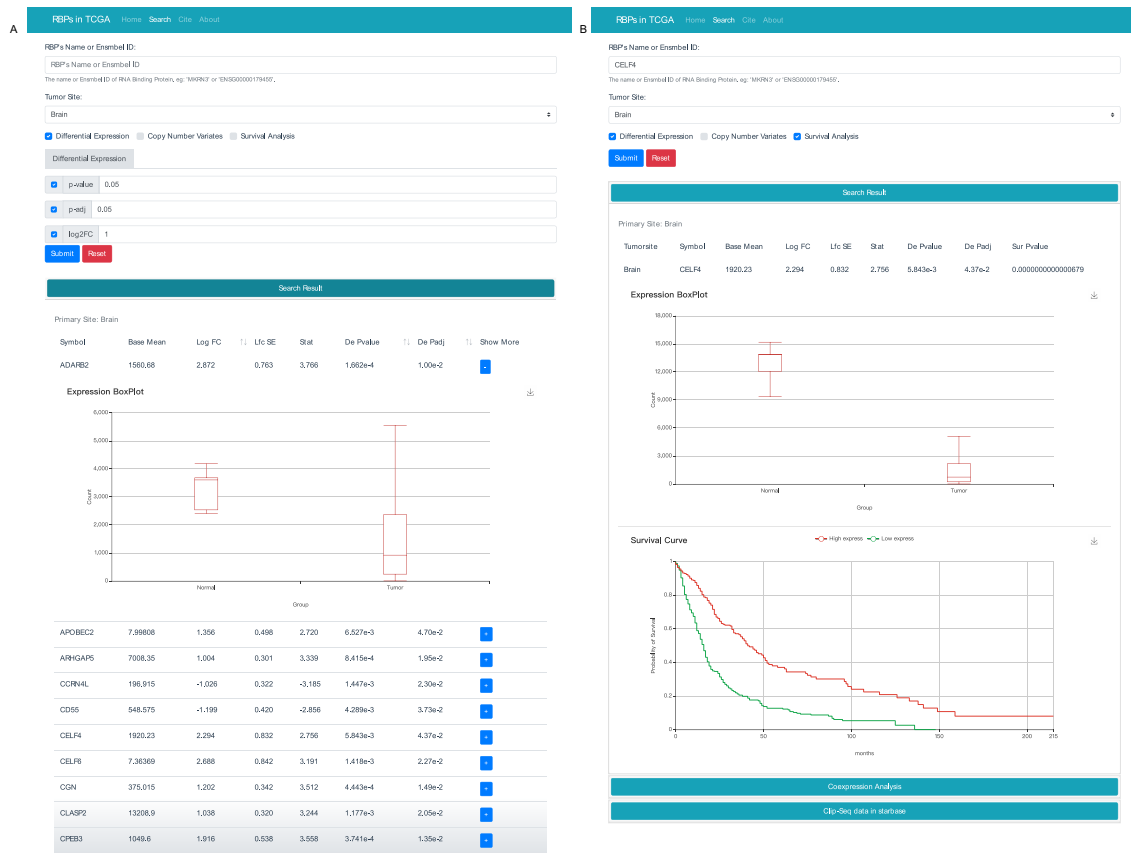 A
RBPs in TCGA Home Search Cite About
RBP's Name or Ensmbel ID:
RBP's Name or Ensmbel ID
The name or Ensmbel ID of RNA Binding Protein, eg: 'MKRN3' or 'ENSG00000179455'.
Tumor Site:
Brain
Differential Expression Copy Number Variates Survival Analysis
Differential Expression
p-value 0.05
p-adj 0.05
log2FC 1
Submit Reset
Search Result
Primary Site: Brain
Symbol Base Mean Log FC ↑↓ Lfc SE Stat De Pvalue ↑↓ De Padj ↑↓ Show More
ADARB2 1560.68 2.872 0.763 3.766 1.662e-4 1.00e-2 -
Expression BoxPlot
6,000
5,000
4,000
3,000
2,000
1,000
0
Count
Normal Tumor
Group
APOBEC2 7.99808 1.356 0.498 2.720 6.527e-3 4.70e-2 +
ARHGAP5 7008.35 1.004 0.301 3.339 8.415e-4 1.95e-2 +
CCRN4L 196.915 -1.026 0.322 -3.185 1.447e-3 2.30e-2 +
CD55 548.575 -1.199 0.420 -2.856 4.289e-3 3.73e-2 +
CELF4 1920.23 2.294 0.832 2.756 5.843e-3 4.37e-2 +
CELF6 7.36369 2.688 0.842 3.191 1.418e-3 2.27e-2 +
CGN 375.015 1.202 0.342 3.512 4.443e-4 1.49e-2 +
CLASP2 13208.9 1.038 0.320 3.244 1.177e-3 2.05e-2 +
CPEB3 1049.6 1.916 0.538 3.558 3.741e-4 1.35e-2 +
B
RBPs in TCGA Home Search Cite About
RBP's Name or Ensmbel ID:
CELF4
The name or Ensmbel ID of RNA Binding Protein, eg: 'MKRN3' or 'ENSG00000179455'.
Tumor Site:
Brain
Differential Expression Copy Number Variates Survival Analysis
Submit Reset
Search Result
Primary Site: Brain
Tumorsite Symbol Base Mean Log FC Lfc SE Stat De Pvalue De Padj Sur Pvalue
Brain CELF4 1920.23 2.294 0.832 2.756 5.843e-3 4.37e-2 0.0000000000000679
Expression BoxPlot
18,000
15,000
12,000
9,000
6,000
3,000
0
Count
Normal Tumor
Group
Survival Curve
High express Low express
1
0.8
0.6
0.4
0.2
0
Probability of Survival
0 50 100 150 200 215
months
Coexpression Analysis
Clip-Seq data in starbase